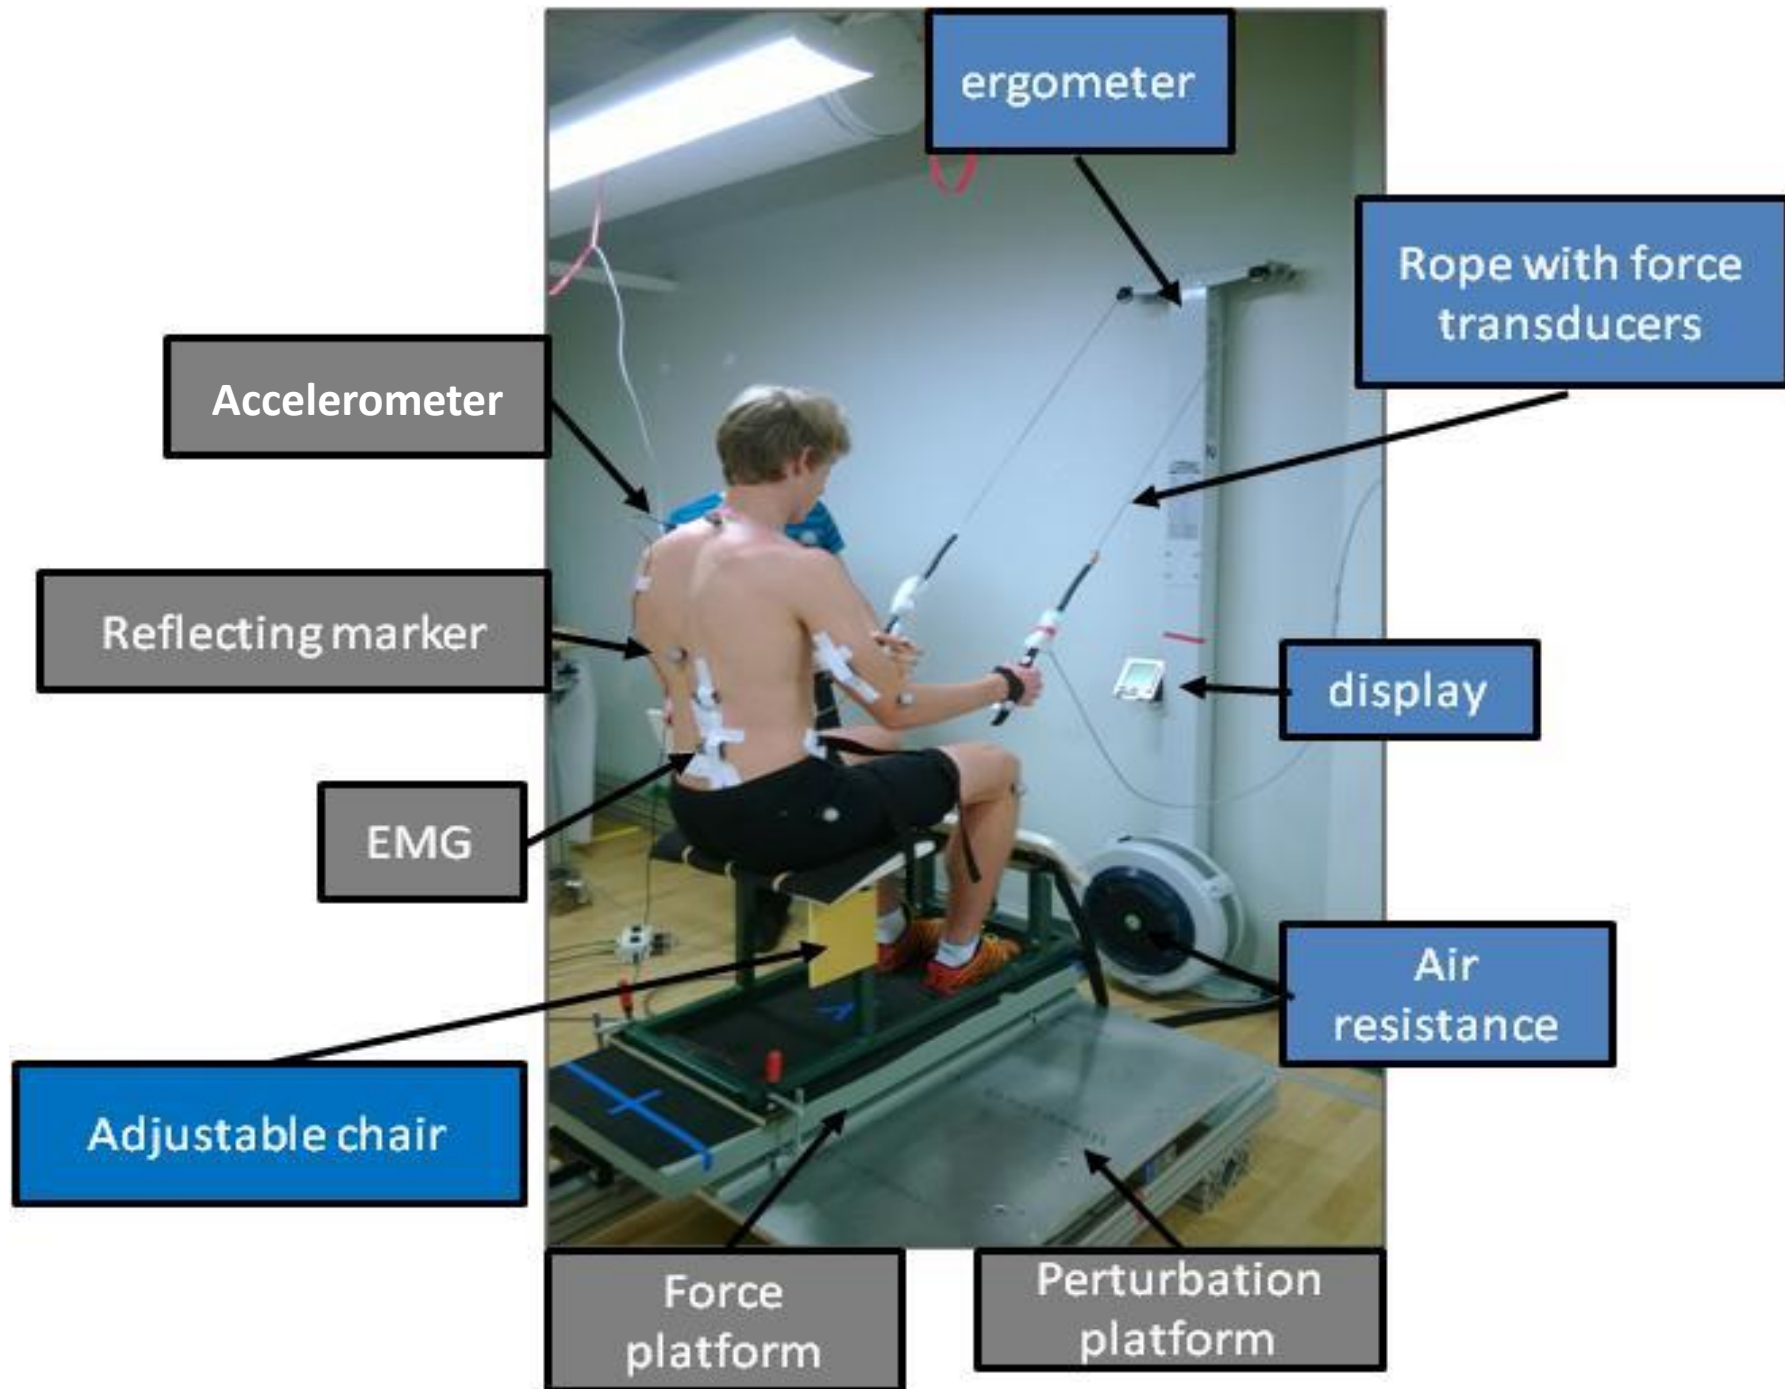 ergometer
Rope with force
transducers
Accelerometer
Reflecting marker
display
EMG
Air
resistance
Adjustable chair
Force
platform
Perturbation
platform